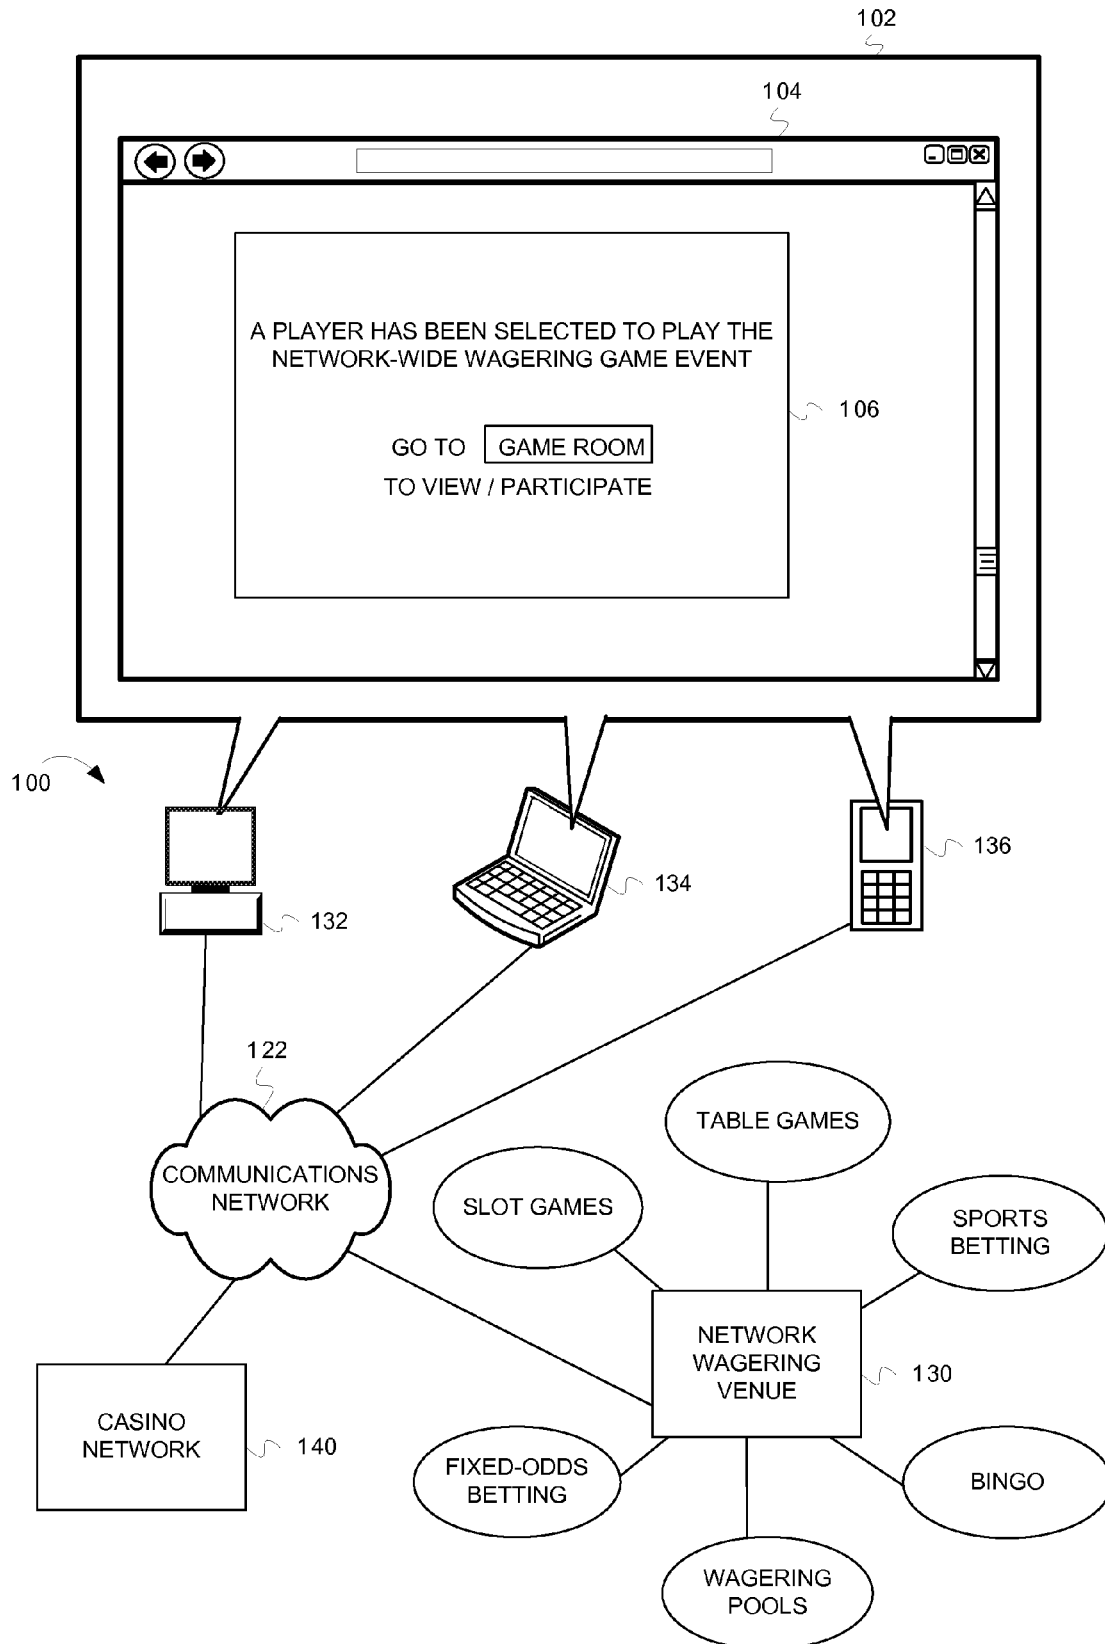 102
104
A PLAYER HAS BEEN SELECTED TO PLAY THE
NETWORK-WIDE WAGERING GAME EVENT
106
GO TO GAME ROOM
TO VIEW / PARTICIPATE
100
132
134
136
122
COMMUNICATIONS
NETWORK
TABLE GAMES
SLOT GAMES
SPORTS
BETTING
NETWORK
WAGERING
VENUE
130
CASINO
NETWORK
140
FIXED-ODDS
BETTING
BINGO
WAGERING
POOLS